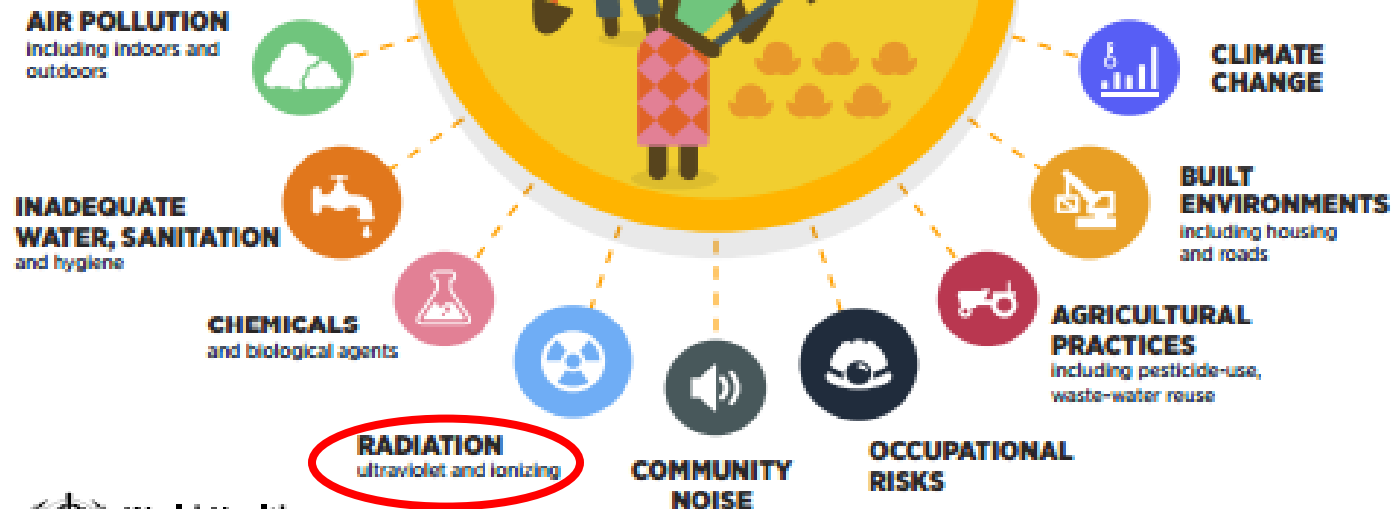 AIR POLLUTION
including indoors and
outdoors
CLIMATE
CHANGE
INADEQUATE
WATER, SANITATION
and hygiene
BUILT
ENVIRONMENTS
including housing
and roads
CHEMICALS
and biological agents
AGRICULTURAL
PRACTICES
including pesticide-use,
waste-water reuse
RADIATION
ultraviolet and ionizing
COMMUNITY
NOISE
OCCUPATIONAL
RISKS